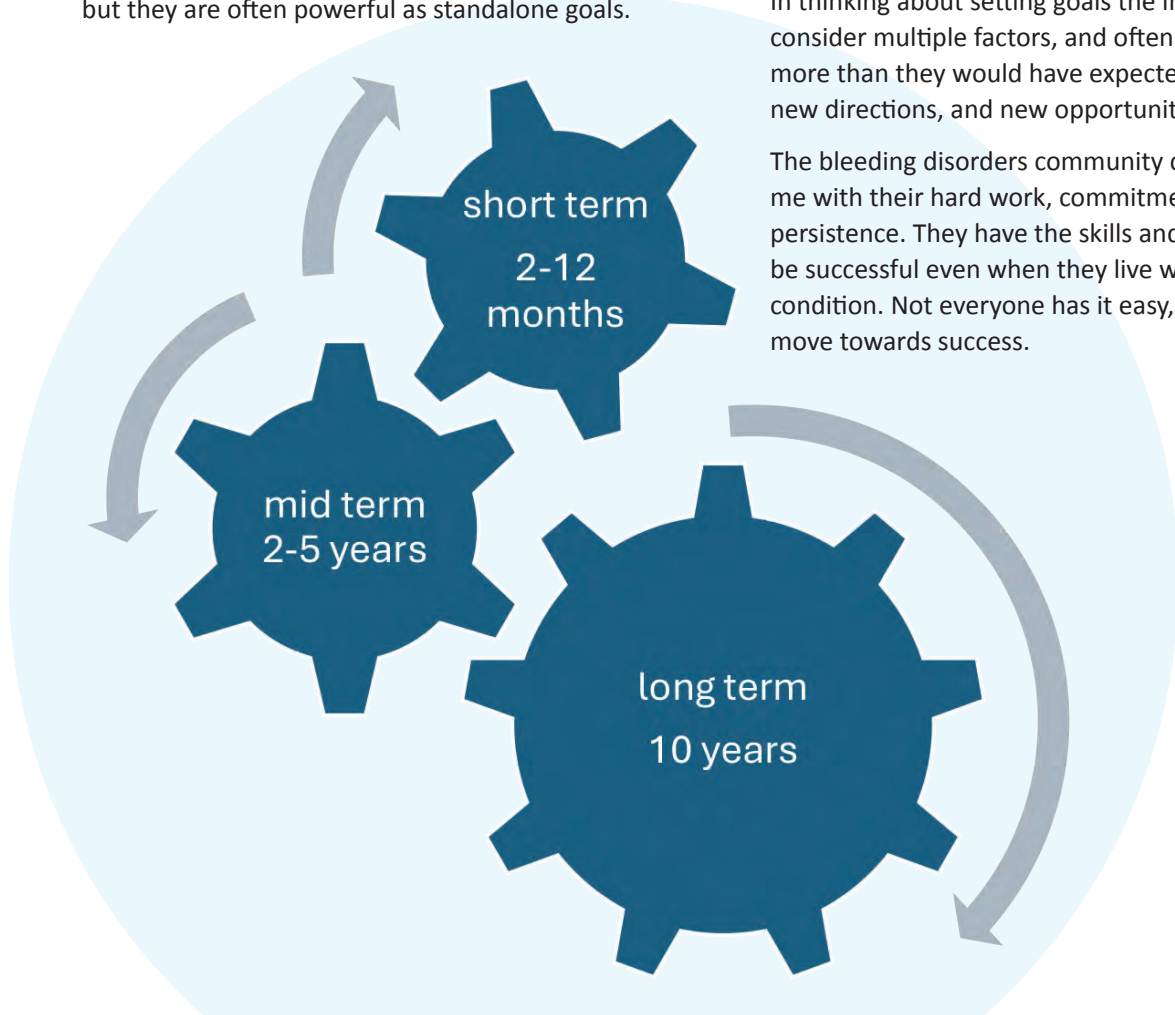 but they are often powerful as standalone goals.
short term
2-12
months
mid term
2-5 years
long term
10 years
In thinking about setting goals the
consider multiple factors, and often
more than they would have
new directions, and new
The bleeding disorders community
me with their hard work,
persistence. They have the skills and
be successful even when they live
condition. Not everyone has it easy,
move towards success.